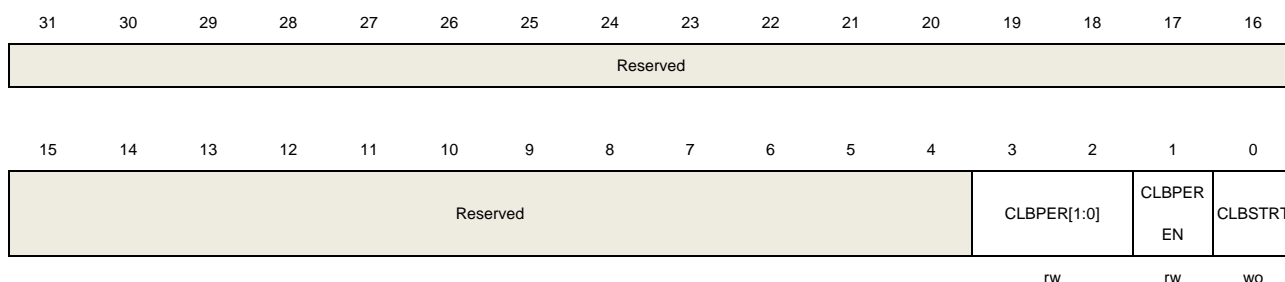 31 30 29 28 27 26 25 24 23 22 21 20 19 18 17 16
Reserved
15 14 13 12 11 10 9 8 7 6 5 4 3 2 1 0
Reserved CLBPER[1:0] CLBPER EN CLBSTRT
rw rw wo